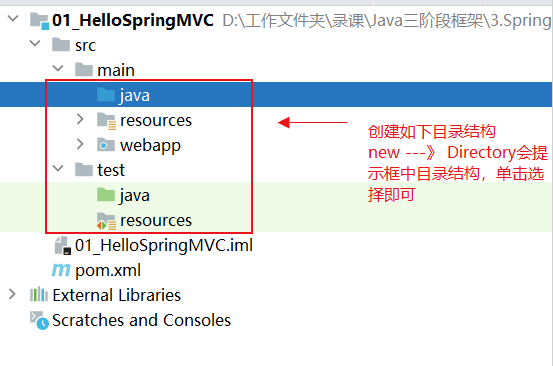 01_HelloSpringMVC D:\工作文件夹\录课\Java三阶段框架\3.Spring
src
main
java
resources
webapp
test
java
resources
01_HelloSpringMVC.iml
pom.xml
External Libraries
Scratches and Consoles
创建如下目录结构
new ---》 Directory会提
示框中目录结构，单击选
择即可